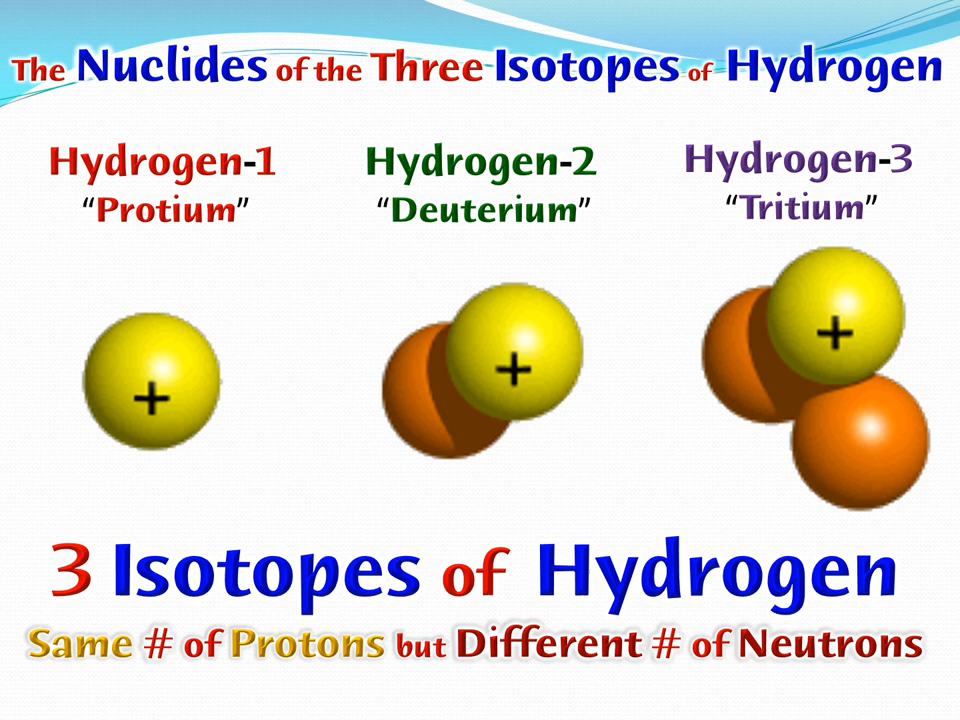 The Nuclides of the Three Isotopes of Hydrogen
Hydrogen-1
“Protium”
+
Hydrogen-2
“Deuterium”
+
Hydrogen-3
“Tritium”
+
3 Isotopes of Hydrogen
Same # of Protons but Different # of Neutrons